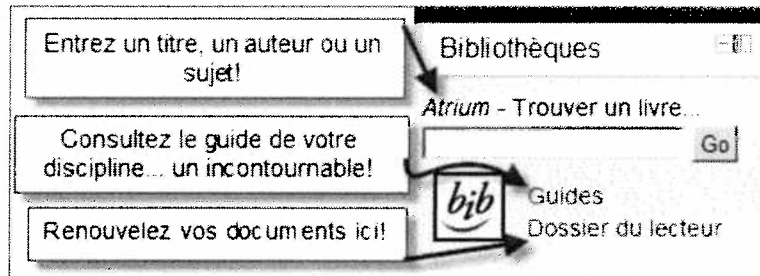 Entrez un titre, un auteur ou un
sujet!
Consultez le guide de votre
discipline... un incontournable!
Renouvelez vos documents ici!
Bibliothèques
Atrium - Trouver un livre...
Go
bib
Guides
Dossier du lecteur